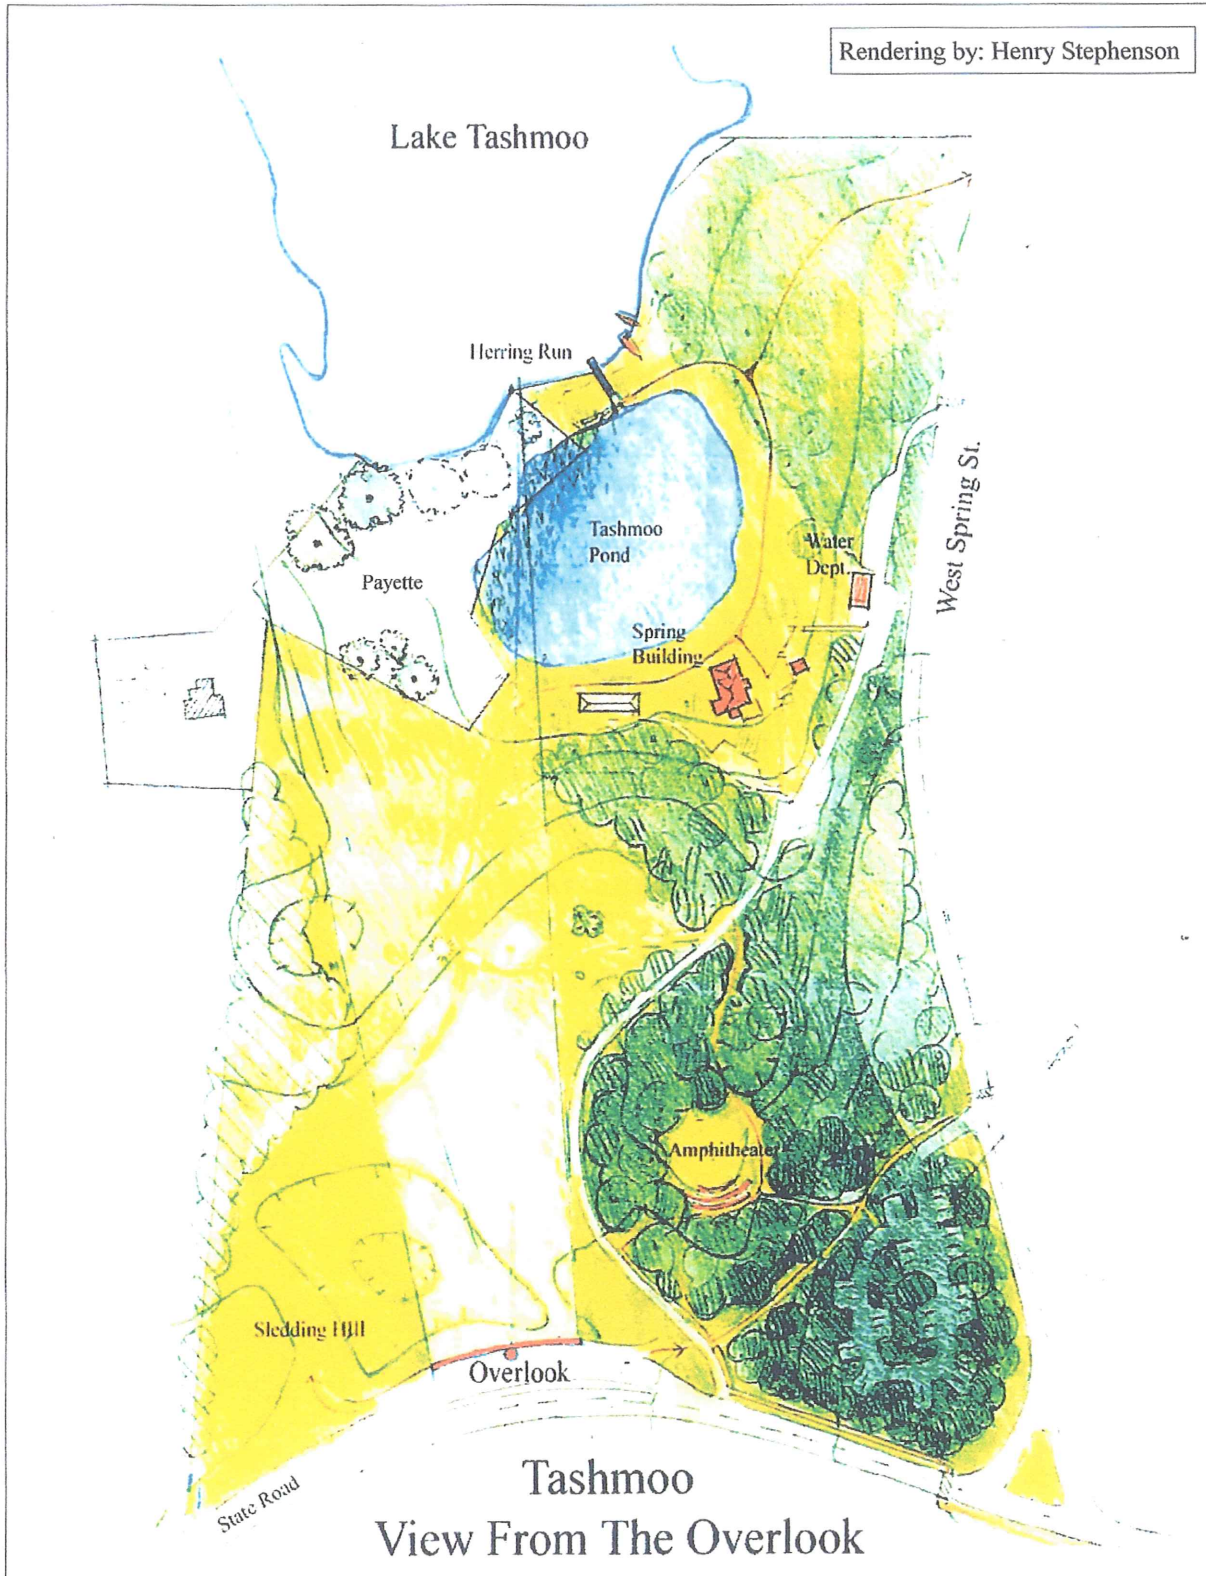 Rendering by: Henry Stephenson
Lake Tashmoo
Herring Run
Tashmoo
Pond
Water
Dept.
West Spring St.
Payette
Spring
Building
Amphitheater
Sledding Hill
Overlook
State Road
Tashmoo
View From The Overlook